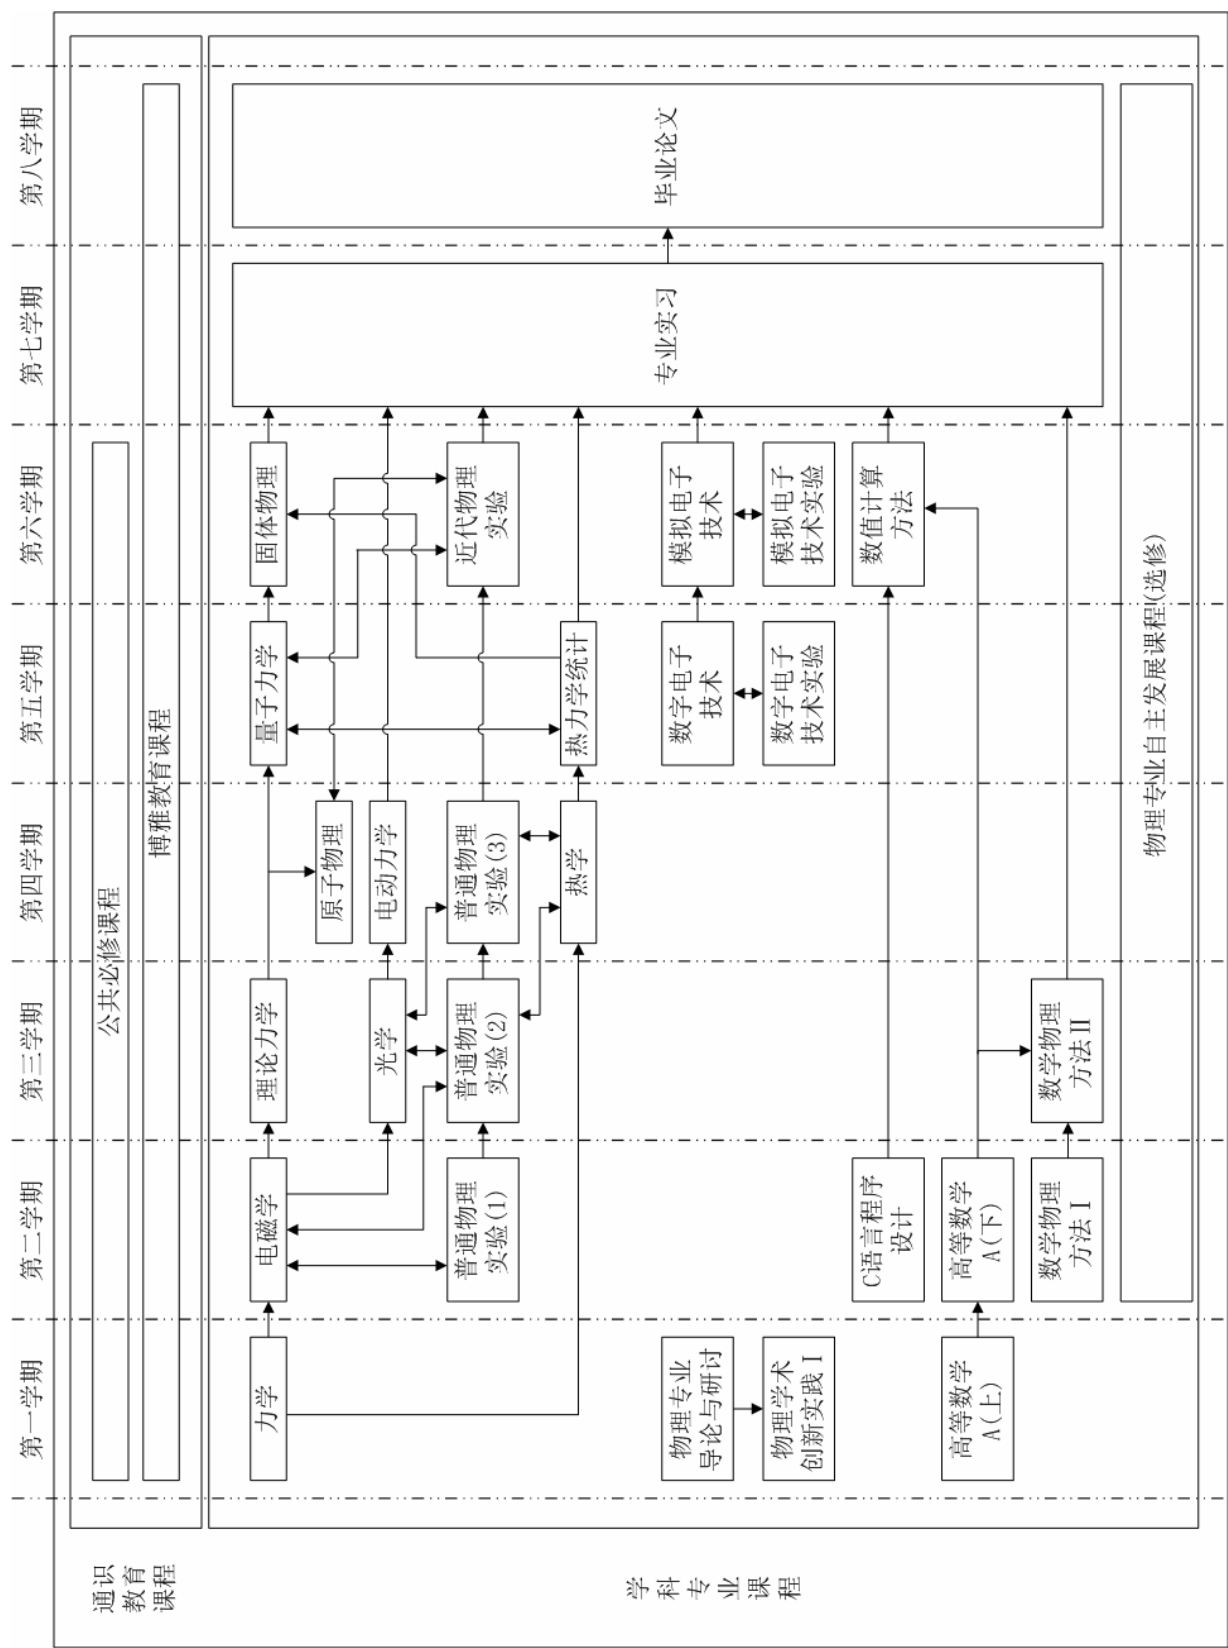 第一学期
第二学期
第三学期
第四学期
第五学期
第六学期
第七学期
第八学期
通识
教育
课程
公共必修课程
博雅教育课程
学科专业课程
力学
电磁学
理论力学
量子力学
固体物理
原子物理
光学
电动力学
普通物理
实验(1)
普通物理
实验(2)
普通物理
实验(3)
近代物理
实验
热学
热力学统计
专业实习
毕业论文
物理专业
导论与研讨
物理学术
创新实践Ⅰ
数字电子
技术
模拟电子
技术
数字电子
技术实验
模拟电子
技术实验
C语言程序
设计
数值计算
方法
高等数学
A(上)
高等数学
A(下)
数学物理
方法Ⅰ
数学物理
方法Ⅱ
物理专业自主发展课程(选修)